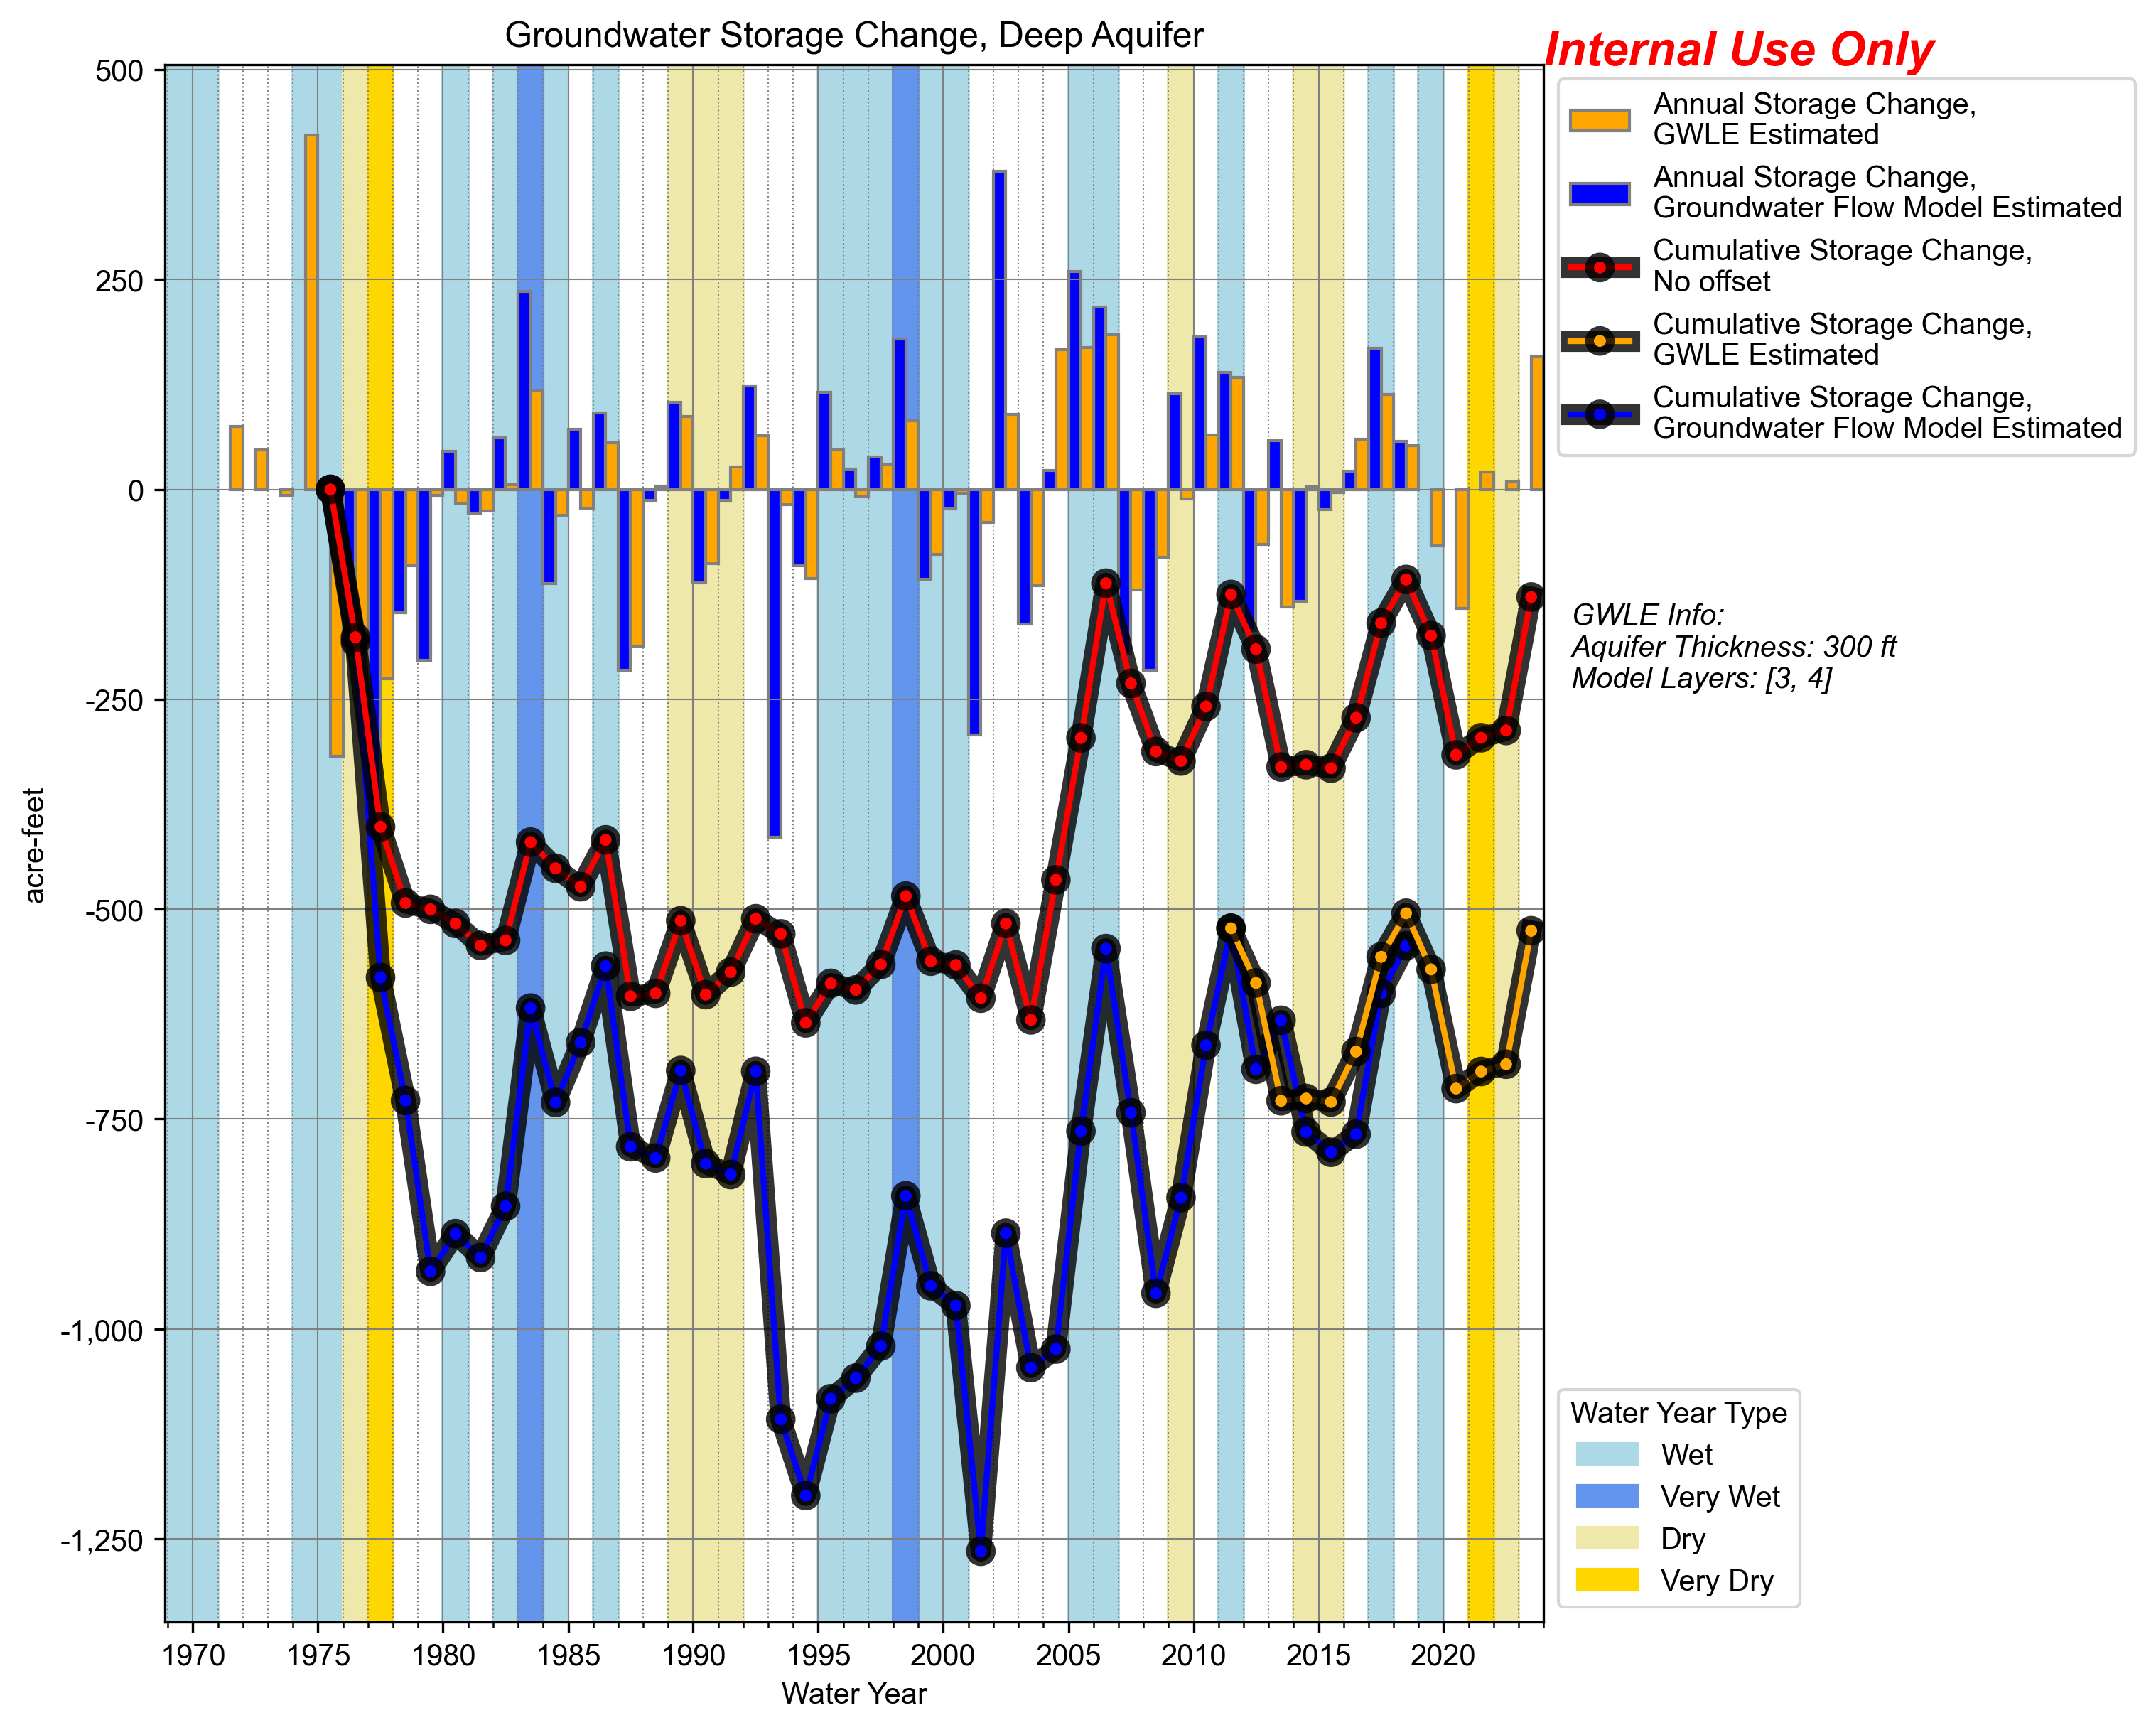 Groundwater Storage Change, Deep Aquifer
Internal Use Only
Annual Storage Change,
GWLE Estimated
Annual Storage Change,
Groundwater Flow Model Estimated
Cumulative Storage Change,
No offset
Cumulative Storage Change,
GWLE Estimated
Cumulative Storage Change,
Groundwater Flow Model Estimated
GWLE Info:
Aquifer Thickness: 300 ft
Model Layers: [3, 4]
Water Year Type
Wet
Very Wet
Dry
Very Dry
acre-feet
500
250
0
-250
-500
-750
-1,000
-1,250
1970 1975 1980 1985 1990 1995 2000 2005 2010 2015 2020
Water Year